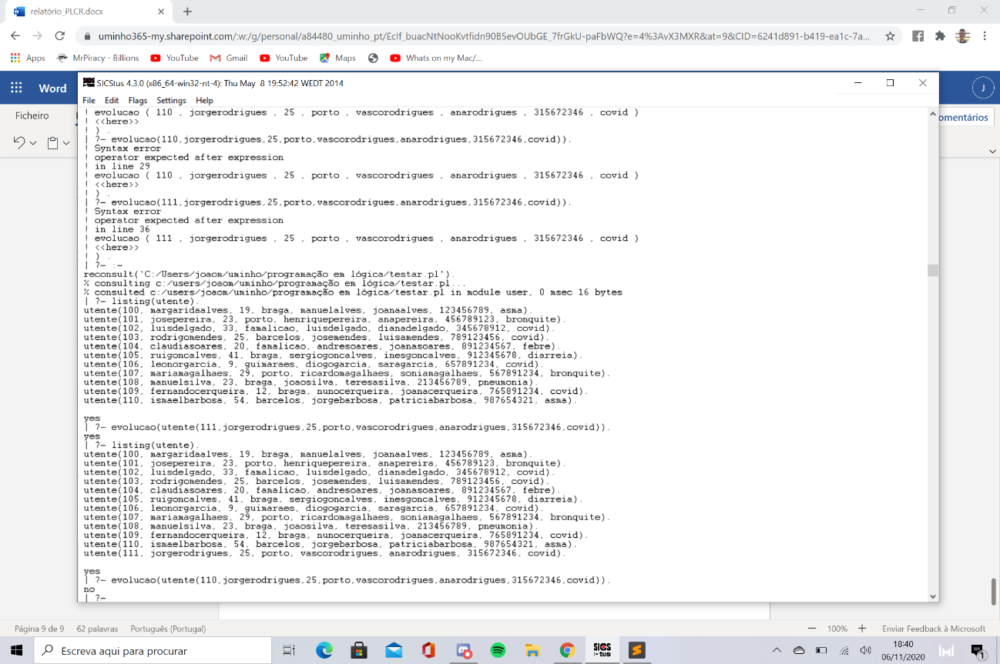 relatório_PLCR.docx
uminho365-my.sharepoint.com/:w:/g/personal/a84480_uminho_pt/EcIf_buacNtNooKvtfidn90B5evOUbGE_7frGkU-paFbWQ?e=4%3AvX3MXR&at=9&CID=6241d891-b419-ea1c-7a...
Apps MrPiracy - Billions YouTube Gmail YouTube Maps Whats on my Mac/...
Word J
SICStus 4.3.0 (x86_64-win32-nt-4): Thu May  8 19:52:42 WEDT 2014
File Edit Flags Settings Help
Ficheiro
omentários
! evolucao ( 110 , jorgerodrigues , 25 , porto , vascorodrigues , anarodrigues , 315672346 , covid )
! <<here>>
! ) .
| ?- evolucao(110,jorgerodrigues,25,porto,vascorodrigues,anarodrigues,315672346,covid)).
! Syntax error
! operator expected after expression
! in line 29
! evolucao ( 110 , jorgerodrigues , 25 , porto , vascorodrigues , anarodrigues , 315672346 , covid )
! <<here>>
! ) .
| ?- evolucao(111,jorgerodrigues,25,porto,vascorodrigues,anarodrigues,315672346,covid)).
! Syntax error
! operator expected after expression
! in line 36
! evolucao ( 111 , jorgerodrigues , 25 , porto , vascorodrigues , anarodrigues , 315672346 , covid )
! <<here>>
! ) .
| ?- :-
reconsult('C:/Users/joaom/uminho/programação em lógica/testar.pl').
% consulting c:/users/joaom/uminho/programação em lógica/testar.pl...
% consulted c:/users/joaom/uminho/programação em lógica/testar.pl in module user, 0 msec 16 bytes
| ?- listing(utente).
utente(100, margaridaalves, 19, braga, manuelalves, joanaalves, 123456789, asma).
utente(101, josepereira, 23, porto, henriquepereira, anapereira, 456789123, bronquite).
utente(102, luisdelgado, 33, famalicao, luisdelgado, dianadelgado, 345678912, covid).
utente(103, rodrigomendes, 25, barcelos, josemendes, luisamendes, 789123456, covid).
utente(104, claudiasoares, 20, famalicao, andresoares, joanasoares, 891234567, febre).
utente(105, ruigoncalves, 41, braga, sergiogoncalves, inesgoncalves, 912345678, diarreia).
utente(106, leonorgarcia, 9, guimaraes, diogogarcia, saragarcia, 657891234, covid).
utente(107, mariamagalhaes, 29, porto, ricardomagalhaes, soniamagalhaes, 567891234, bronquite).
utente(108, manuelsilva, 23, braga, joaosilva, teresasilva, 213456789, pneumonia).
utente(109, fernandocerqueira, 12, braga, nunocerqueira, joanacerqueira, 765891234, covid).
utente(110, ismaelbarbosa, 54, barcelos, jorgebarbosa, patriciabarbosa, 987654321, asma).
yes
| ?- evolucao(utente(111,jorgerodrigues,25,porto,vascorodrigues,anarodrigues,315672346,covid)).
yes
| ?- listing(utente).
utente(100, margaridaalves, 19, braga, manuelalves, joanaalves, 123456789, asma).
utente(101, josepereira, 23, porto, henriquepereira, anapereira, 456789123, bronquite).
utente(102, luisdelgado, 33, famalicao, luisdelgado, dianadelgado, 345678912, covid).
utente(103, rodrigomendes, 25, barcelos, josemendes, luisamendes, 789123456, covid).
utente(104, claudiasoares, 20, famalicao, andresoares, joanasoares, 891234567, febre).
utente(105, ruigoncalves, 41, braga, sergiogoncalves, inesgoncalves, 912345678, diarreia).
utente(106, leonorgarcia, 9, guimaraes, diogogarcia, saragarcia, 657891234, covid).
utente(107, mariamagalhaes, 29, porto, ricardomagalhaes, soniamagalhaes, 567891234, bronquite).
utente(108, manuelsilva, 23, braga, joaosilva, teresasilva, 213456789, pneumonia).
utente(109, fernandocerqueira, 12, braga, nunocerqueira, joanacerqueira, 765891234, covid).
utente(110, ismaelbarbosa, 54, barcelos, jorgebarbosa, patriciabarbosa, 987654321, asma).
utente(111, jorgerodrigues, 25, porto, vascorodrigues, anarodrigues, 315672346, covid).
yes
| ?- evolucao(utente(110,jorgerodrigues,25,porto,vascorodrigues,anarodrigues,315672346,covid)).
no
| ?-
Página 9 de 9 62 palavras Português (Portugal) 100% Enviar Feedback à Microsoft
Escreva aqui para procurar
SICS
:-tus
18:40
06/11/2020
1